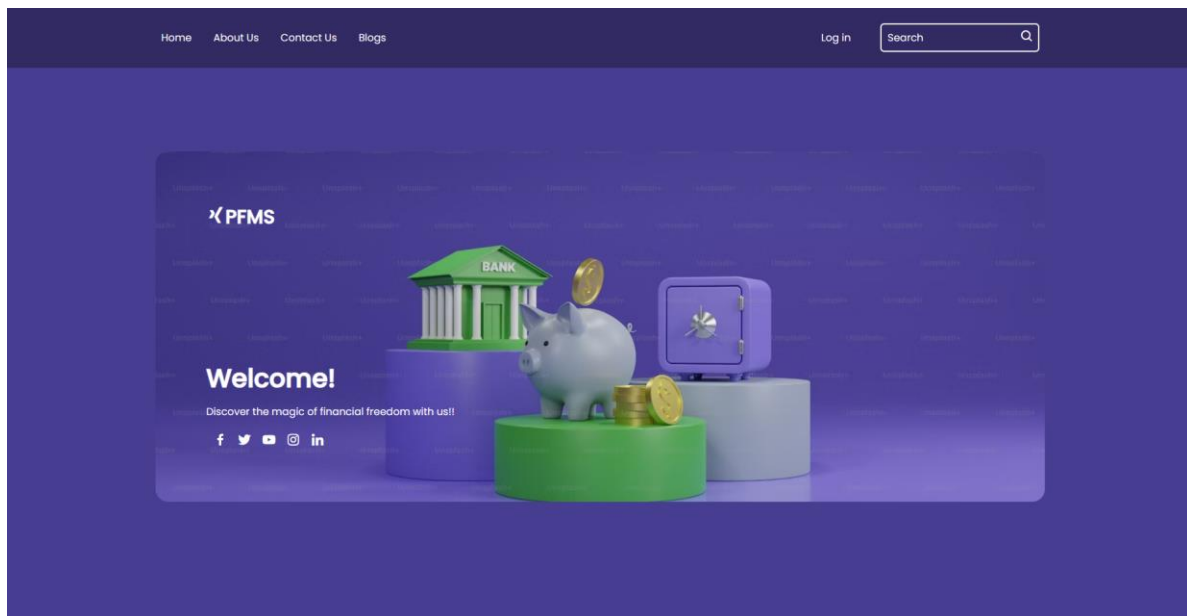 Home About Us Contact Us Blogs Log in Search
PFMS
BANK
Welcome!
Discover the magic of financial freedom with us!!